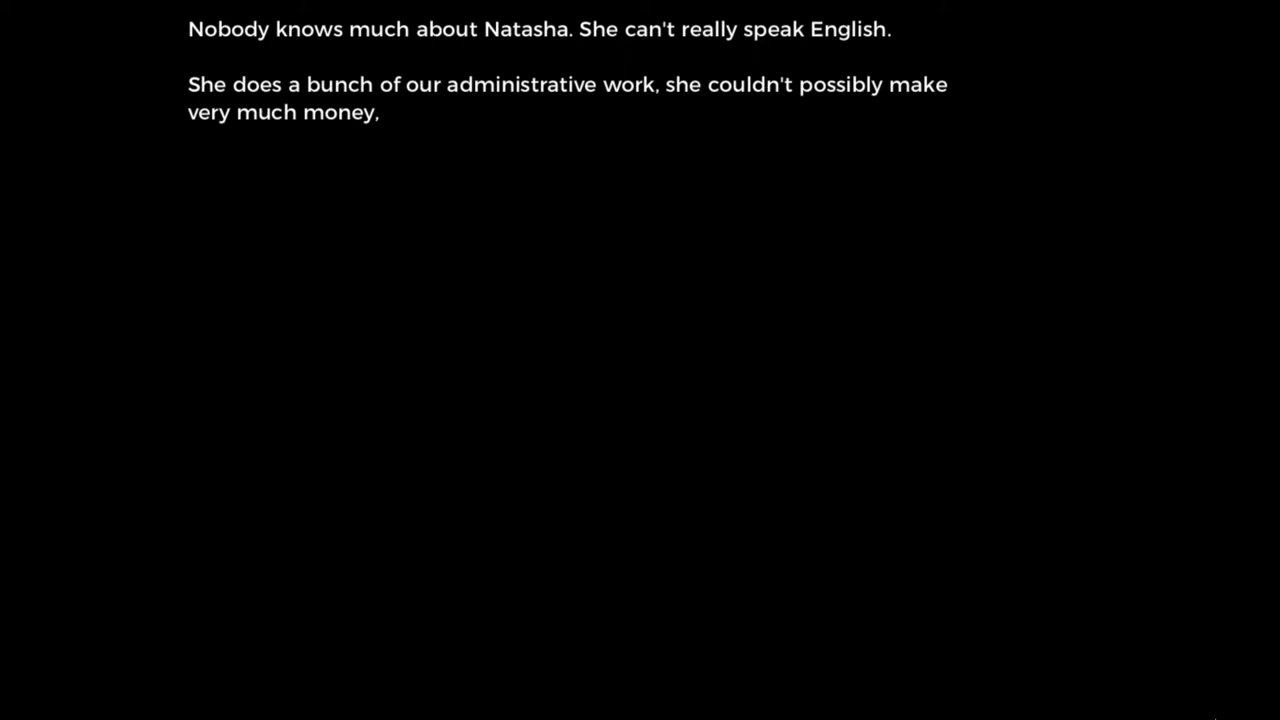 Nobody knows much about Natasha. She can't really speak English.
She does a bunch of our administrative work, she couldn't possibly make
very much money,